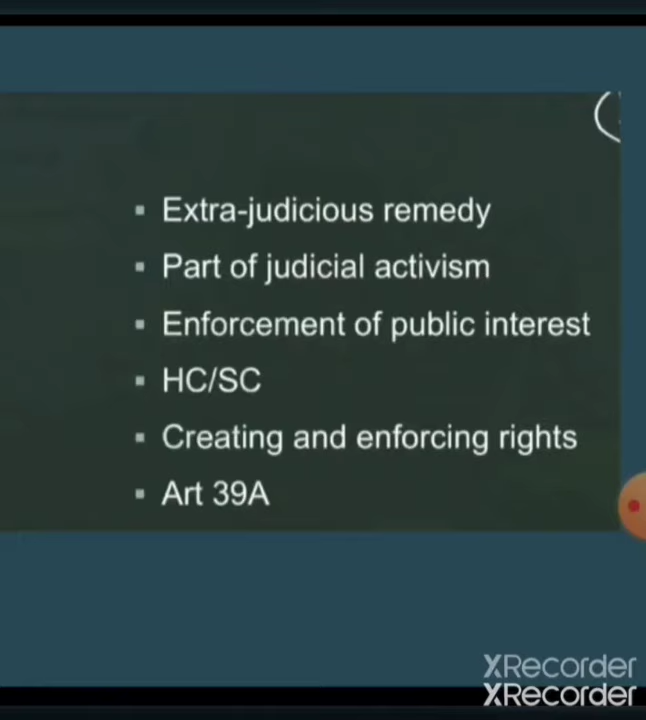 Extra-judicious remedy
Part of judicial activism
Enforcement of public interest
HC/SC
Creating and enforcing rights
Art 39A
XRecorder
XRecorder